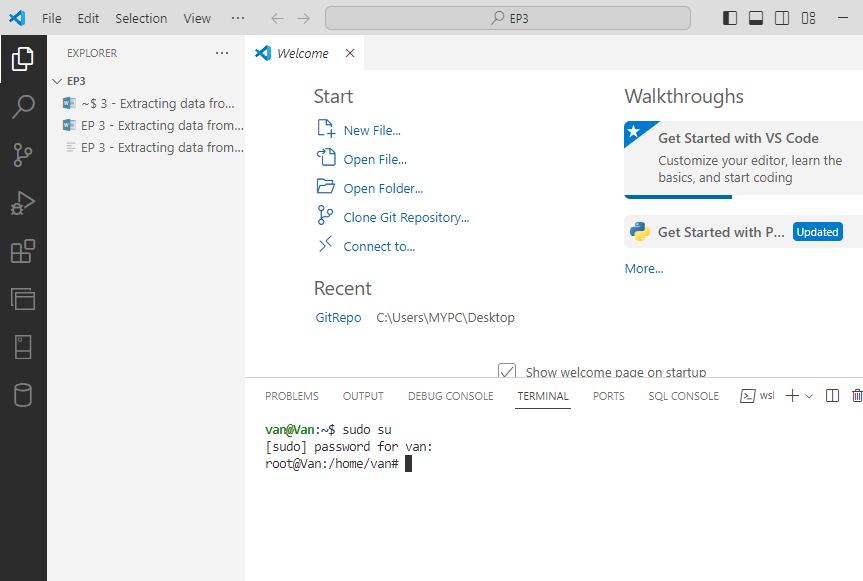 File Edit Selection View ··· EP3
EXPLORER ···
EP3
~$ 3 - Extracting data fro...
EP 3 - Extracting data from...
EP 3 - Extracting data from...
Welcome
Start
New File...
Open File...
Open Folder...
Clone Git Repository...
Connect to...
Recent
GitRepo C:\Users\MYPC\Desktop
Walkthroughs
Get Started with VS Code
Customize your editor, learn the
basics, and start coding
Get Started with P... Updated
More...
Show welcome page on startup
PROBLEMS OUTPUT DEBUG CONSOLE TERMINAL PORTS SQL CONSOLE wsl
van@Van:~$ sudo su
[sudo] password for van:
root@Van:/home/van#